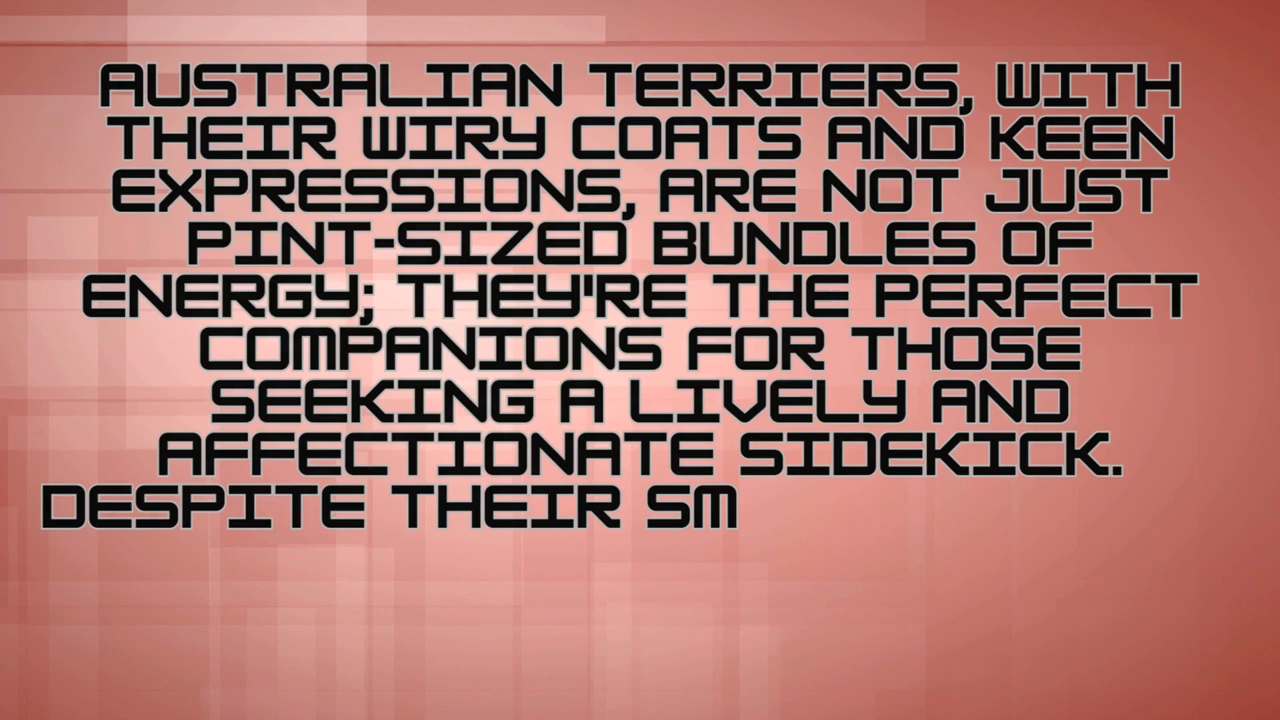 AUSTRALIAN TERRIERS, WITH
THEIR WIRY COATS AND KEEN
EXPRESSIONS, ARE NOT JUST
PINT-SIZED BUNDLES OF
ENERGY; THEY'RE THE PERFECT
COMPANIONS FOR THOSE
SEEKING A LIVELY AND
AFFECTIONATE SIDEKICK.
DESPITE THEIR SM